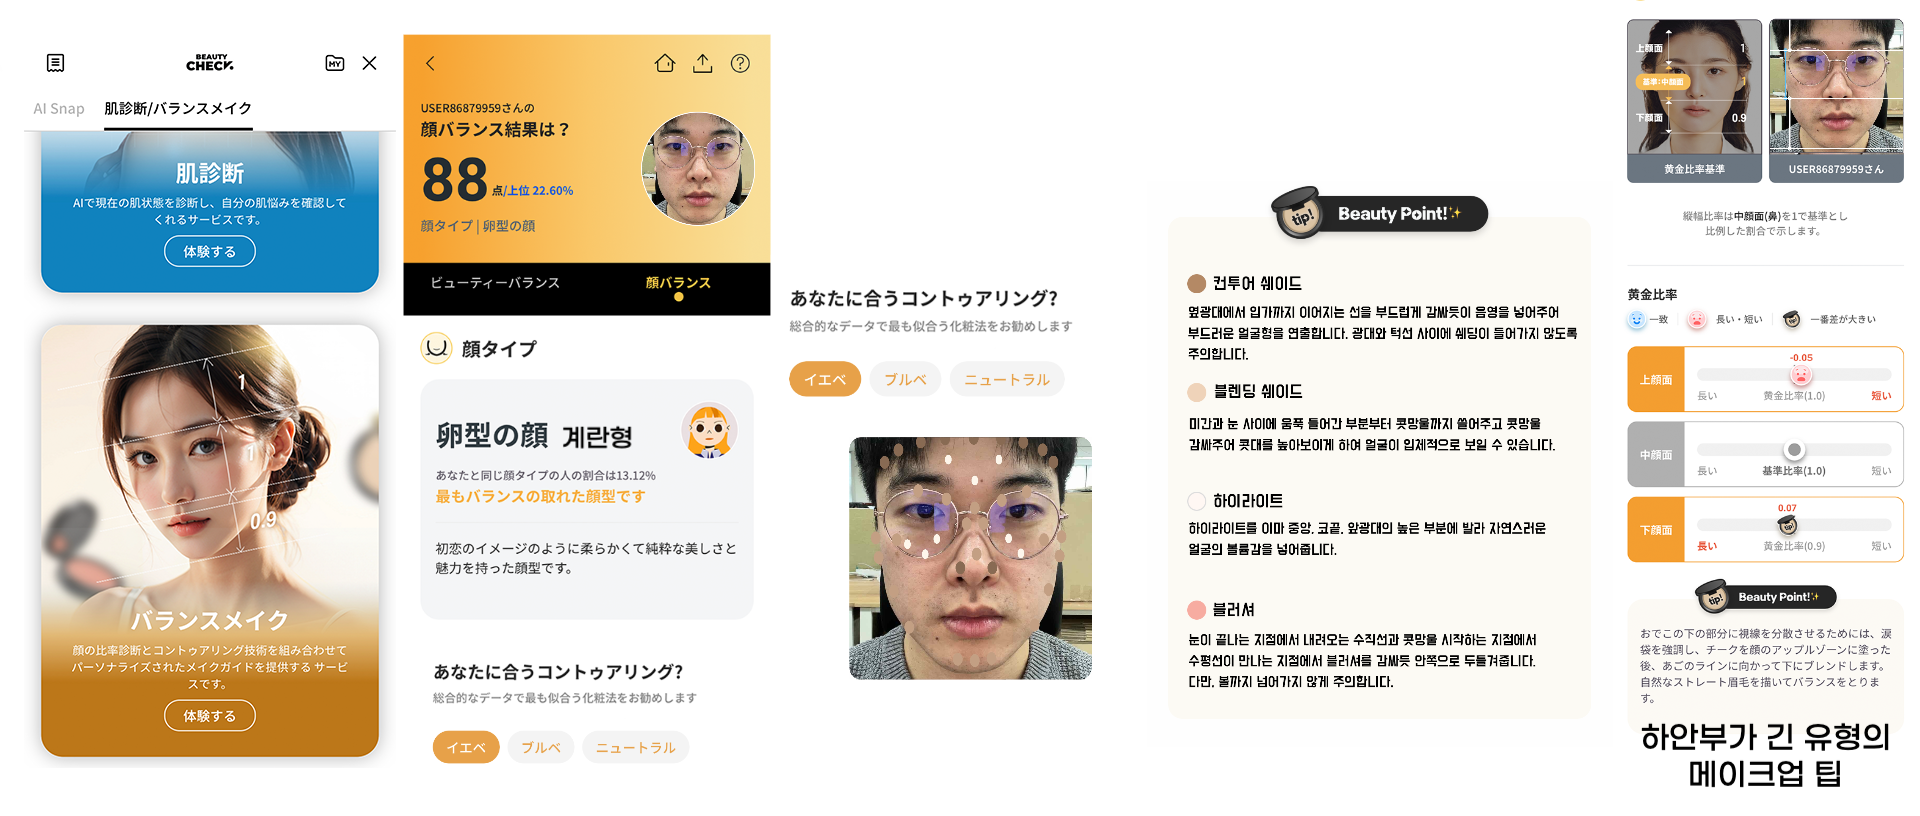 BEAUTY
CHECK.
MY
AI Snap
肌診断/バランスメイク
肌診断
AIで現在の肌状態を診断し、自分の肌悩みを確認して
くれるサービスです。
体験する
1
1
0.9
バランスメイク
顔の比率診断とコントゥアリング技術を組み合わせて
パーソナライズされたメイクガイドを提供する サービ
スです。
体験する
USER86879959さんの
顔バランス結果は？
88点/上位 22.60%
顔タイプ | 卵型の顔
ビューティーバランス
顔バランス
顔タイプ
卵型の顔 계란형
あなたと同じ顔タイプの人の割合は13.12%
最もバランスの取れた顔型です
初恋のイメージのように柔らかくて純粋な美しさと
魅力を持った顔型です。
あなたに合うコントゥアリング?
総合的なデータで最も似合う化粧法をお勧めします
イエベ
ブルベ
ニュートラル
あなたに合うコントゥアリング?
総合的なデータで最も似合う化粧法をお勧めします
イエベ
ブルベ
ニュートラル
tip!
Beauty Point!
컨투어 쉐이드
옆광대에서 입가까지 이어지는 선을 부드럽게 감싸듯이 음영을 넣어주어
부드러운 얼굴형을 연출합니다. 광대와 턱선 사이에 쉐딩이 들어가지 않도록
주의합니다.
블렌딩 쉐이드
미간과 눈 사이에 움푹 들어간 부분부터 콧망울까지 쓸어주고 콧망울
감싸주어 콧대를 높아보이게 하여 얼굴이 입체적으로 보일 수 있습니다.
하이라이트
하이라이트를 이마 중앙, 코끝, 앞광대의 높은 부분에 발라 자연스러운
얼굴의 볼륨감을 넣어줍니다.
블러셔
눈이 끝나는 지점에서 내려오는 수직선과 콧망울 시작하는 지점에서
수평선이 만나는 지점에서 블러셔를 감싸듯 안쪽으로 두들겨줍니다.
다만, 볼까지 넘어가지 않게 주의합니다.
上顔面
1
基準:中顔面
1
下顔面
0.9
黄金比率基準
USER86879959さん
縦幅比率は中顔面(鼻)を1で基準とし
比例した割合で示します。
黄金比率
一致
長い・短い
一番差が大きい
上顔面
-0.05
長い
黄金比率(1.0)
短い
中顔面
長い
基準比率(1.0)
短い
下顔面
0.07
長い
黄金比率(0.9)
短い
tip!
Beauty Point!
おでこの下の部分に視線を分散させるためには、涙
袋を強調し、チークを顔のアップルゾーンに塗った
後、あごのラインに向かって下にブレンドします。
自然なストレート眉毛を描いてバランスをとりま
す。
하안부가 긴 유형의
메이크업 팁